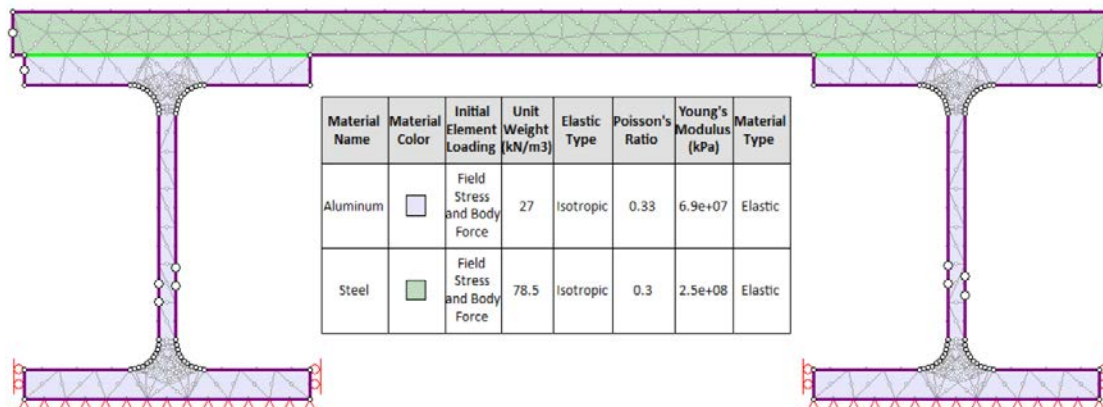 Material Name Material Color Initial Element Loading Unit Weight (kN/m3) Elastic Type Poisson's Ratio Young's Modulus (kPa) Material Type
Aluminum Field Stress and Body Force 27 Isotropic 0.33 6.9e+07 Elastic
Steel Field Stress and Body Force 78.5 Isotropic 0.3 2.5e+08 Elastic